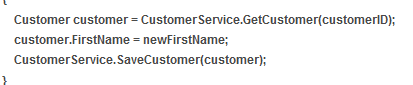 {
Customer customer = CustomerService.GetCustomer(customerID);
customer.FirstName = newFirstName;
CustomerService.SaveCustomer(customer);
}